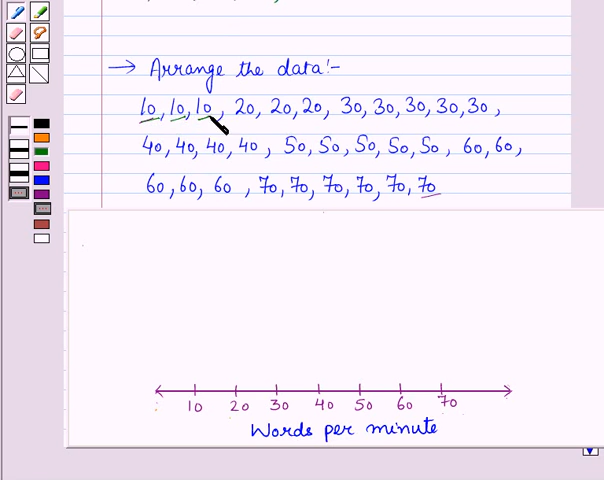 → Arrange the data:-
10, 10, 10, 20, 20, 20, 30, 30, 30, 30, 30,
40, 40, 40, 40, 50, 50, 50, 50, 50, 60, 60,
60, 60, 60, 70, 70, 70, 70, 70, 70
10 20 30 40 50 60 70
Words per minute